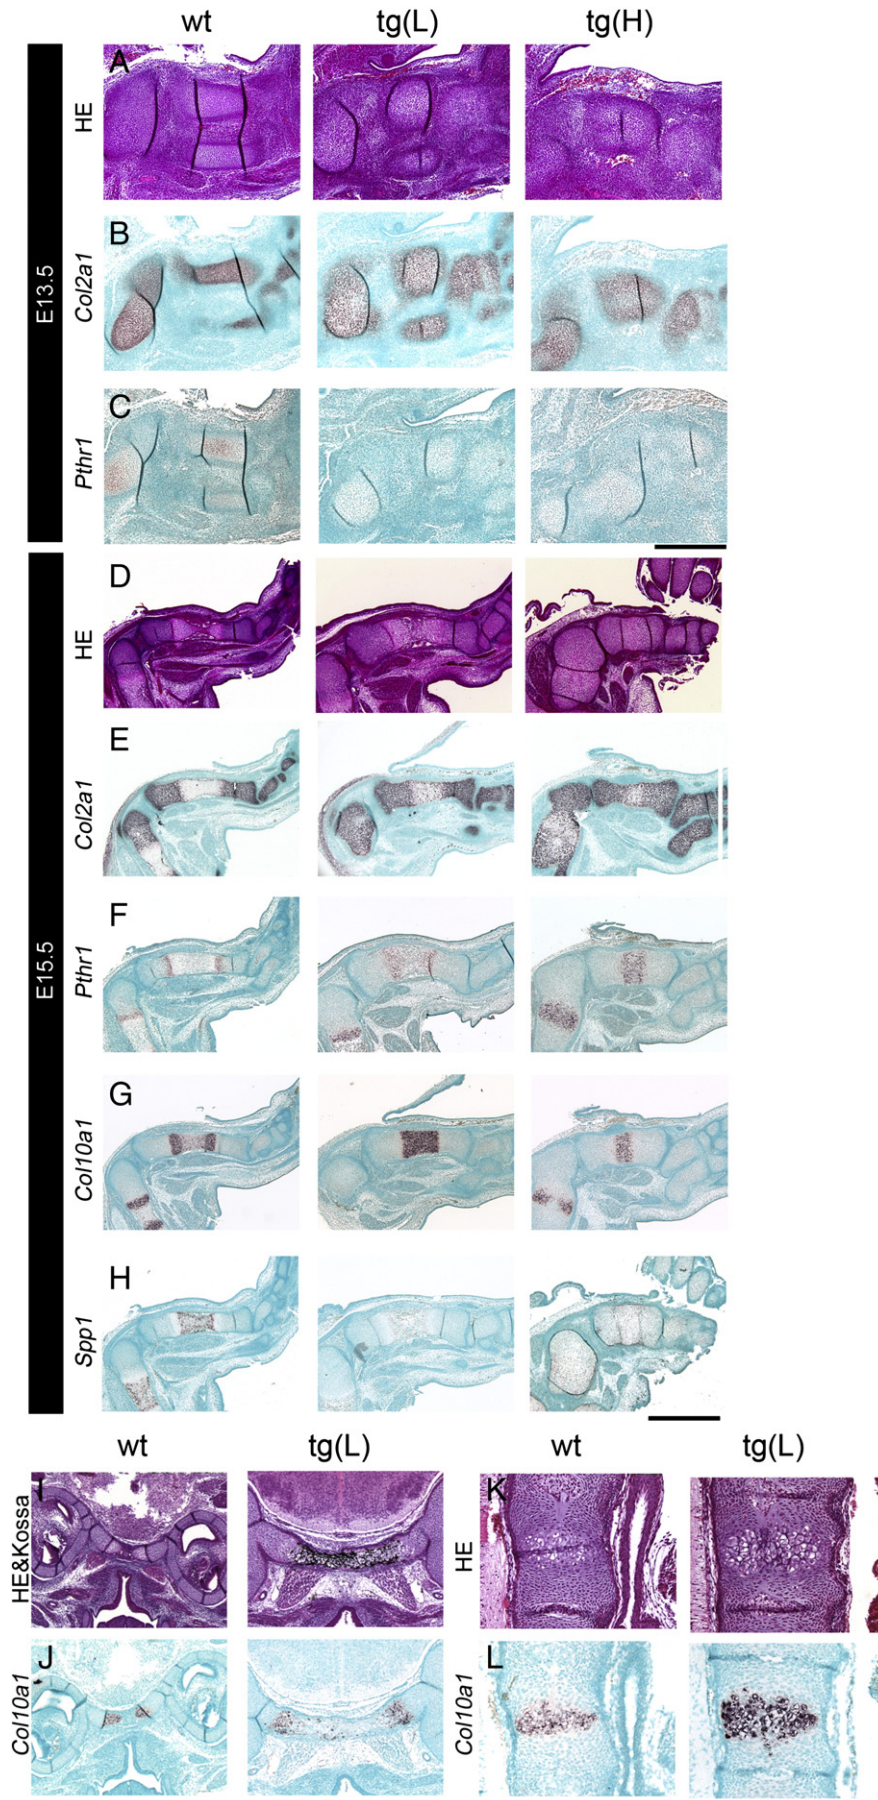 wt tg(L) tg(H)
E13.5
HE A
Col2a1 B
Pthr1 C
E15.5
HE D
Col2a1 E
Pthr1 F
Col10a1 G
Spp1 H
wt tg(L) wt tg(L)
HE&Kossa I HE K
Col10a1 J Col10a1 L